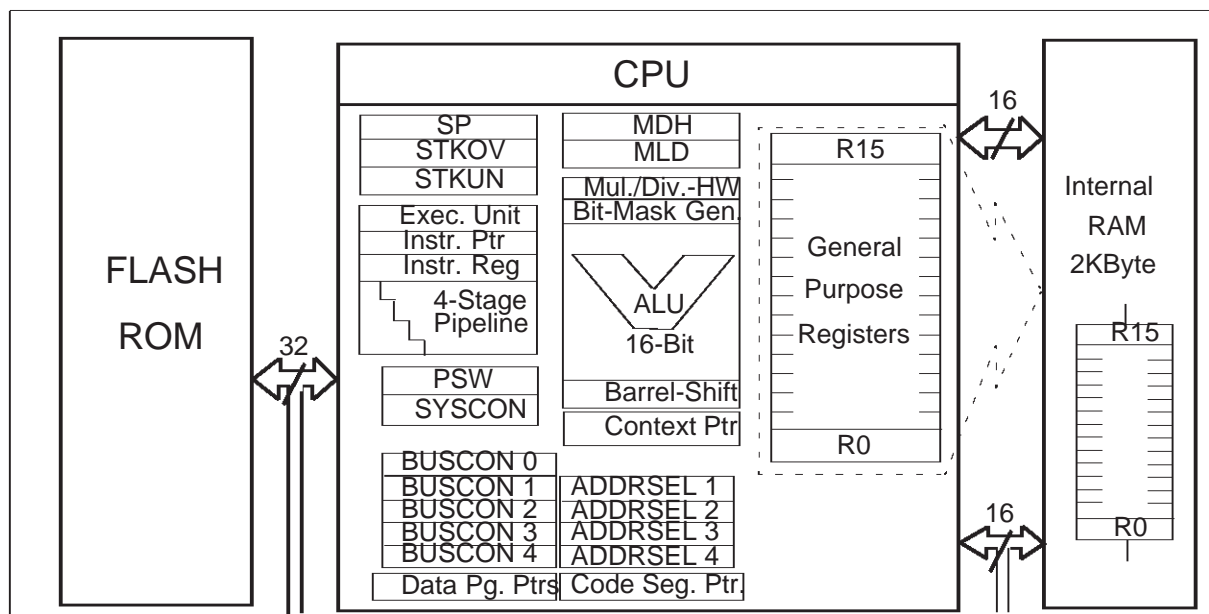 CPU
FLASH
ROM
32
SP
STKOV
STKUN
Exec. Unit
Instr. Ptr
Instr. Reg
4-Stage
Pipeline
PSW
SYSCON
BUSCON 0
BUSCON 1
BUSCON 2
BUSCON 3
BUSCON 4
Data Pg. Ptrs
MDH
MLD
Mul./Div.-HW
Bit-Mask Gen.
ALU
16-Bit
Barrel-Shift
Context Ptr
ADDRSEL 1
ADDRSEL 2
ADDRSEL 3
ADDRSEL 4
Code Seg. Ptr.
R15
General
Purpose
Registers
R0
16
16
Internal
RAM
2KByte
R15
R0